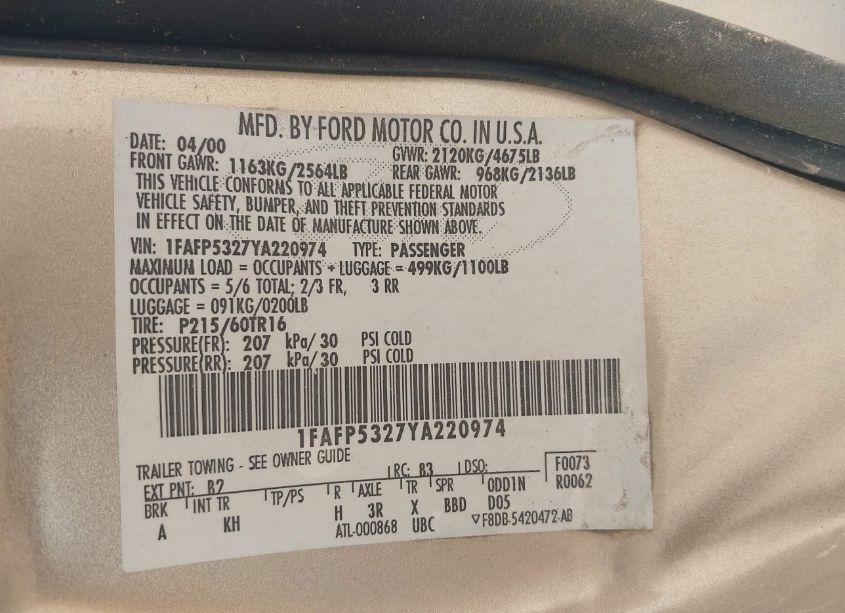 MFD. BY FORD MOTOR CO. IN U.S.A.
DATE: 04/00 GVWR: 2120KG/4675LB
FRONT GAWR: 1163KG/2564LB REAR GAWR: 968KG/2136LB
THIS VEHICLE CONFORMS TO ALL APPLICABLE FEDERAL MOTOR
VEHICLE SAFETY, BUMPER, AND THEFT PREVENTION STANDARDS
IN EFFECT ON THE DATE OF MANUFACTURE SHOWN ABOVE.
VIN: 1FAFP5327YA220974 TYPE: PASSENGER
MAXIMUM LOAD = OCCUPANTS + LUGGAGE = 499KG/1100LB
OCCUPANTS = 5/6 TOTAL; 2/3 FR, 3 RR
LUGGAGE = 091KG/0200LB
TIRE: P215/60TR16
PRESSURE(FR): 207 kPa/30 PSI COLD
PRESSURE(RR): 207 kPa/30 PSI COLD
1FAFP5327YA220974
TRAILER TOWING - SEE OWNER GUIDE
EXT PNT: B2 RC: B3 DSO: F0073
BRK INT TR TP/PS R AXLE TR SPR ODD1N R0062
A KH H 3R X BBD D05
ATL-000868 UBC ▽F8DB-5420472-AB